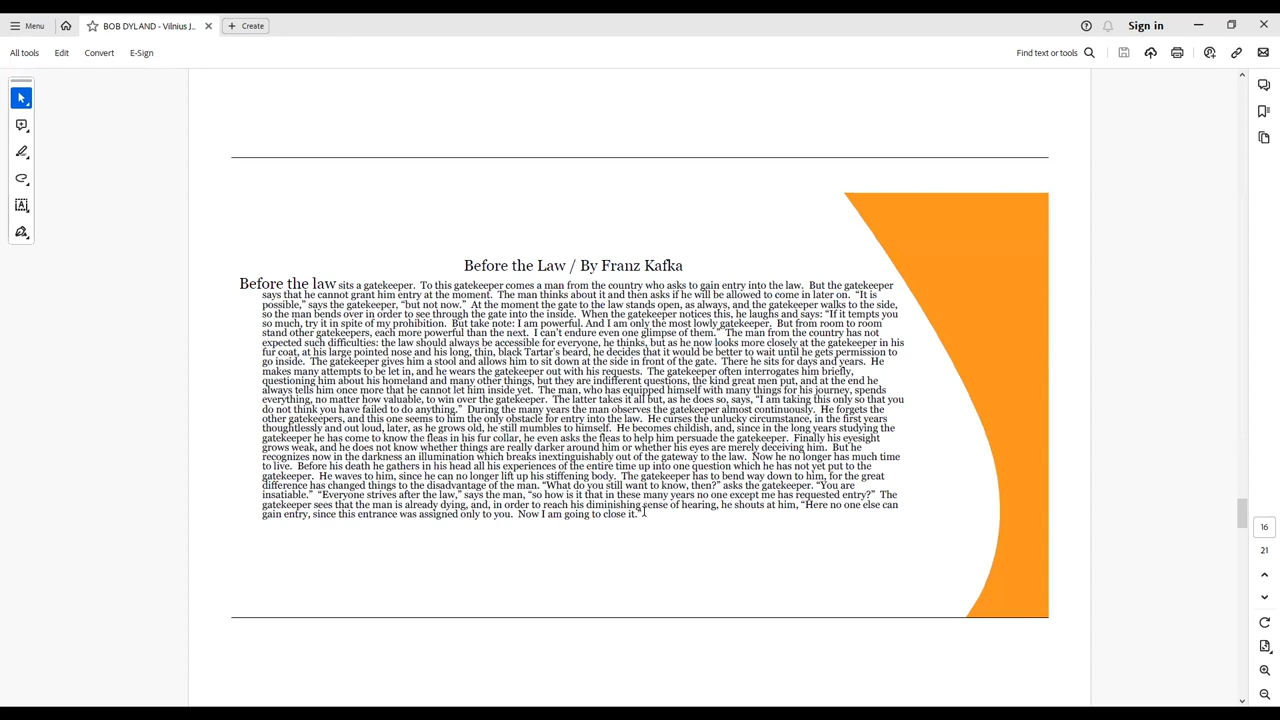 Menu
BOB DYLAND - Vilnius J...
Create
Sign in
All tools
Edit
Convert
E-Sign
Find text or tools
Before the Law / By Franz Kafka
Before the law sits a gatekeeper. To this gatekeeper comes a man from the country who asks to gain entry into the law. But the gatekeeper
says that he cannot grant him entry at the moment. The man thinks about it and then asks if he will be allowed to come in later on. “It is
possible,” says the gatekeeper, “but not now.” At the moment the gate to the law stands open, as always, and the gatekeeper walks to the side,
so the man bends over in order to see through the gate into the inside. When the gatekeeper notices this, he laughs and says: “If it tempts you
so much, try it in spite of my prohibition. But take note: I am powerful. And I am only the most lowly gatekeeper. But from room to room
stand other gatekeepers, each more powerful than the next. I can’t endure even one glimpse of them.” The man from the country has not
expected such difficulties: the law should always be accessible for everyone, he thinks, but as he now looks more closely at the gatekeeper in his
fur coat, at his large pointed nose and his long, thin, black Tartar’s beard, he decides that it would be better to wait until he gets permission to
go inside. The gatekeeper gives him a stool and allows him to sit down at the side in front of the gate. There he sits for days and years. He
makes many attempts to be let in, and he wears the gatekeeper out with his requests. The gatekeeper often interrogates him briefly,
questioning him about his homeland and many other things, but they are indifferent questions, the kind great men put, and at the end he
always tells him once more that he cannot let him inside yet. The man, who has equipped himself with many things for his journey, spends
everything, no matter how valuable, to win over the gatekeeper. The latter takes it all but, as he does so, says, “I am taking this only so that you
do not think you have failed to do anything.” During the many years the man observes the gatekeeper almost continuously. He forgets the
other gatekeepers, and this one seems to him the only obstacle for entry into the law. He curses the unlucky circumstance, in the first years
thoughtlessly and out loud, later, as he grows old, he still mumbles to himself. He becomes childish, and, since in the long years studying the
gatekeeper he has come to know the fleas in his fur collar, he even asks the fleas to help him persuade the gatekeeper. Finally his eyesight
grows weak, and he does not know whether things are really darker around him or whether his eyes are merely deceiving him. But he
recognizes now in the darkness an illumination which breaks inextinguishably out of the gateway to the law. Now he no longer has much time
to live. Before his death he gathers in his head all his experiences of the entire time up into one question which he has not yet put to the
gatekeeper. He waves to him, since he can no longer lift up his stiffening body. The gatekeeper has to bend way down to him, for the great
difference has changed things to the disadvantage of the man. “What do you still want to know, then?” asks the gatekeeper. “You are
insatiable.” “Everyone strives after the law,” says the man, “so how is it that in these many years no one except me has requested entry?” The
gatekeeper sees that the man is already dying, and, in order to reach his diminishing sense of hearing, he shouts at him, “Here no one else can
gain entry, since this entrance was assigned only to you. Now I am going to close it.”
16
21